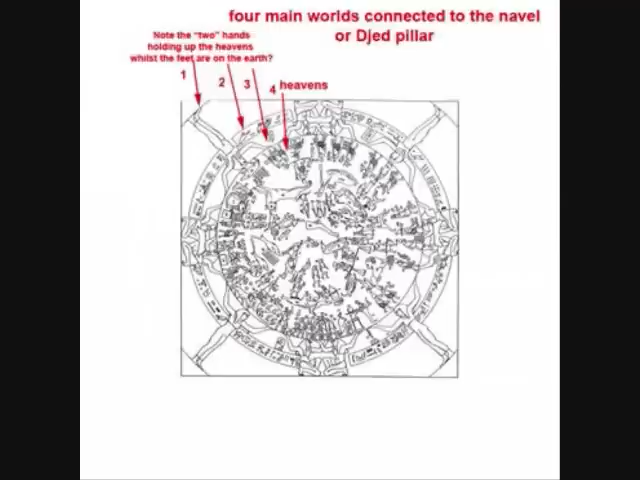 four main worlds connected to the navel
or Djed pillar
Note the "two" hands
holding up the heavens
whilst the feet are on the earth?
1
2
3
4 heavens